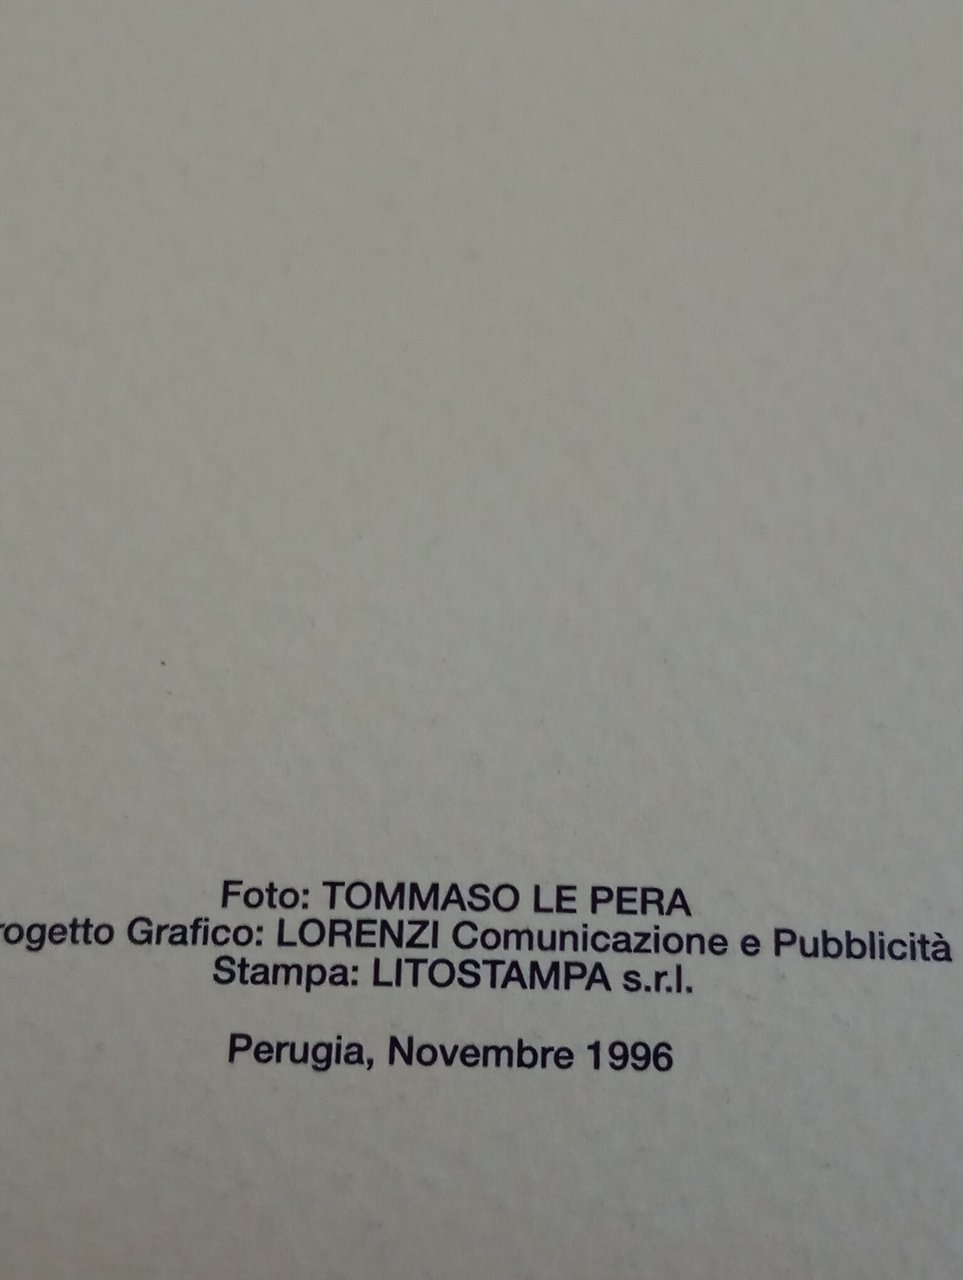 Foto: TOMMASO LE PERA
rogetto Grafico: LORENZI Comunicazione e Pubblicità
Stampa: LITOSTAMPA s.r.l.
Perugia, Novembre 1996